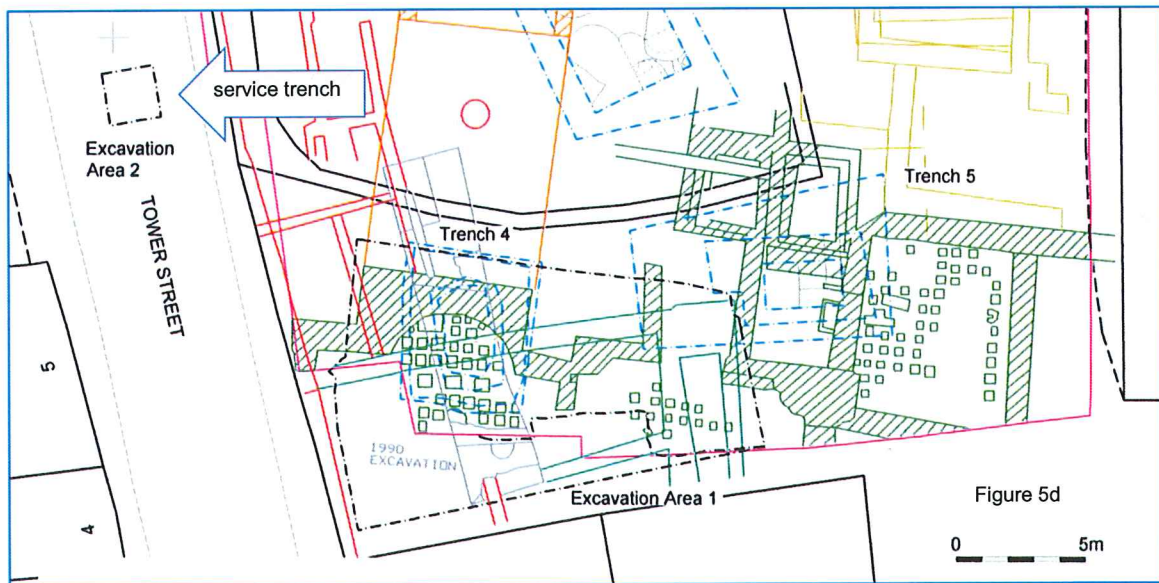 service trench
Excavation
Area 2
TOWER STREET
Trench 4
Trench 5
5
4
1990
EXCAVATION
Excavation Area 1
Figure 5d
0 5m